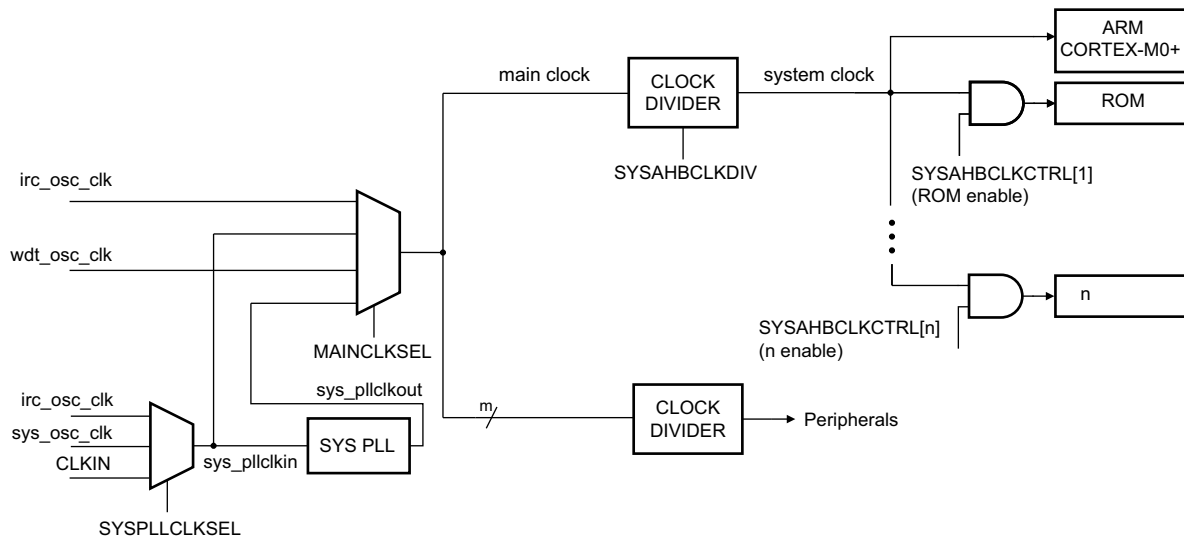 ARM
CORTEX-M0+
main clock
CLOCK
DIVIDER
system clock
ROM
SYSAHBCLKDIV
SYSAHBCLKCTRL[1]
(ROM enable)
irc_osc_clk
wdt_osc_clk
n
SYSAHBCLKCTRL[n]
(n enable)
MAINCLKSEL
sys_pllclkout
irc_osc_clk
sys_osc_clk
CLKIN
SYS PLL
sys_pllclkin
m
CLOCK
DIVIDER
Peripherals
SYSPLLCLKSEL